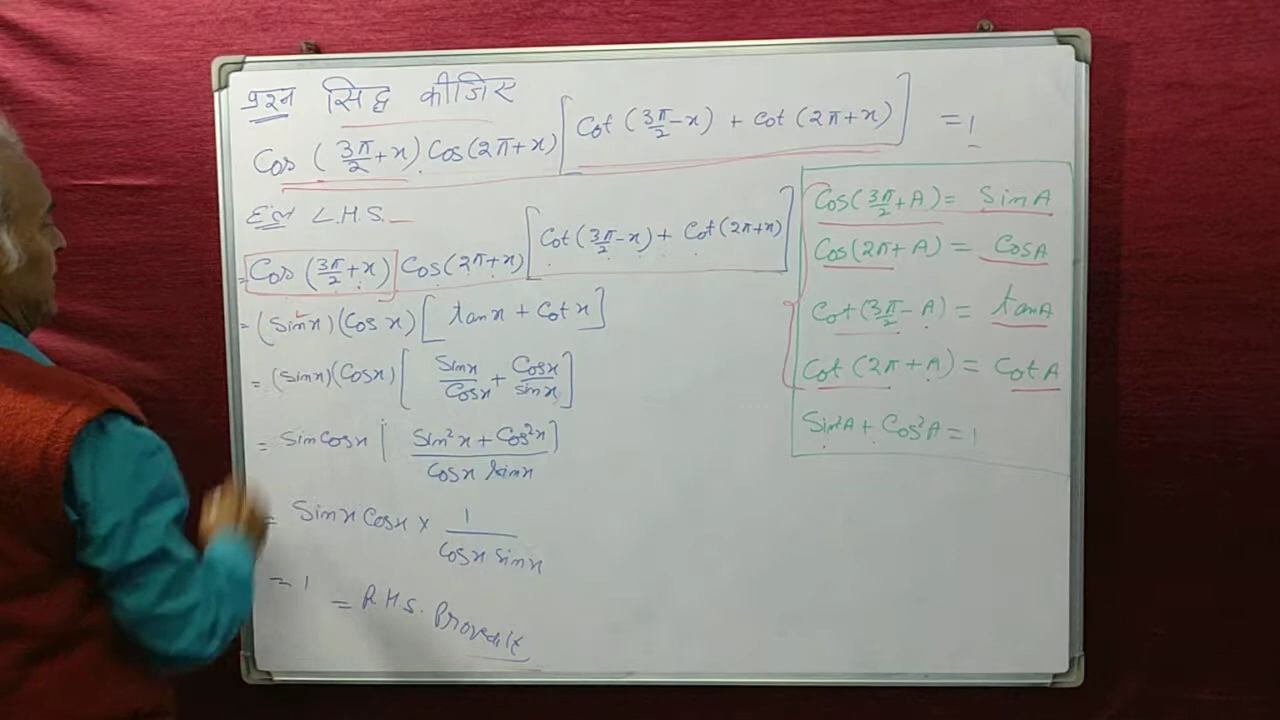 प्रश्न सिद्ध कीजिए
Cos (3π/2 + x) Cos(2π + x) [Cot (3π/2 - x) + Cot (2π + x)] = 1
हल L.H.S.
= Cos (3π/2 + x) Cos(2π + x) [Cot (3π/2 - x) + Cot (2π + x)]
= (Sin x) (Cos x) [tan x + Cot x]
= (Sin x) (Cos x) [Sin x/Cos x + Cos x/Sin x]
= Sin Cos x [Sin² x + Cos² x / Cos x Sin x]
= Sin x Cos x × 1/Cos x Sin x
= 1
= R.H.S.
Cos(3π/2 + A) = Sin A
Cos(2π + A) = Cos A
Cot (3π/2 - A) = tan A
Cot (2π + A) = Cot A
Sin²A + Cos²A = 1